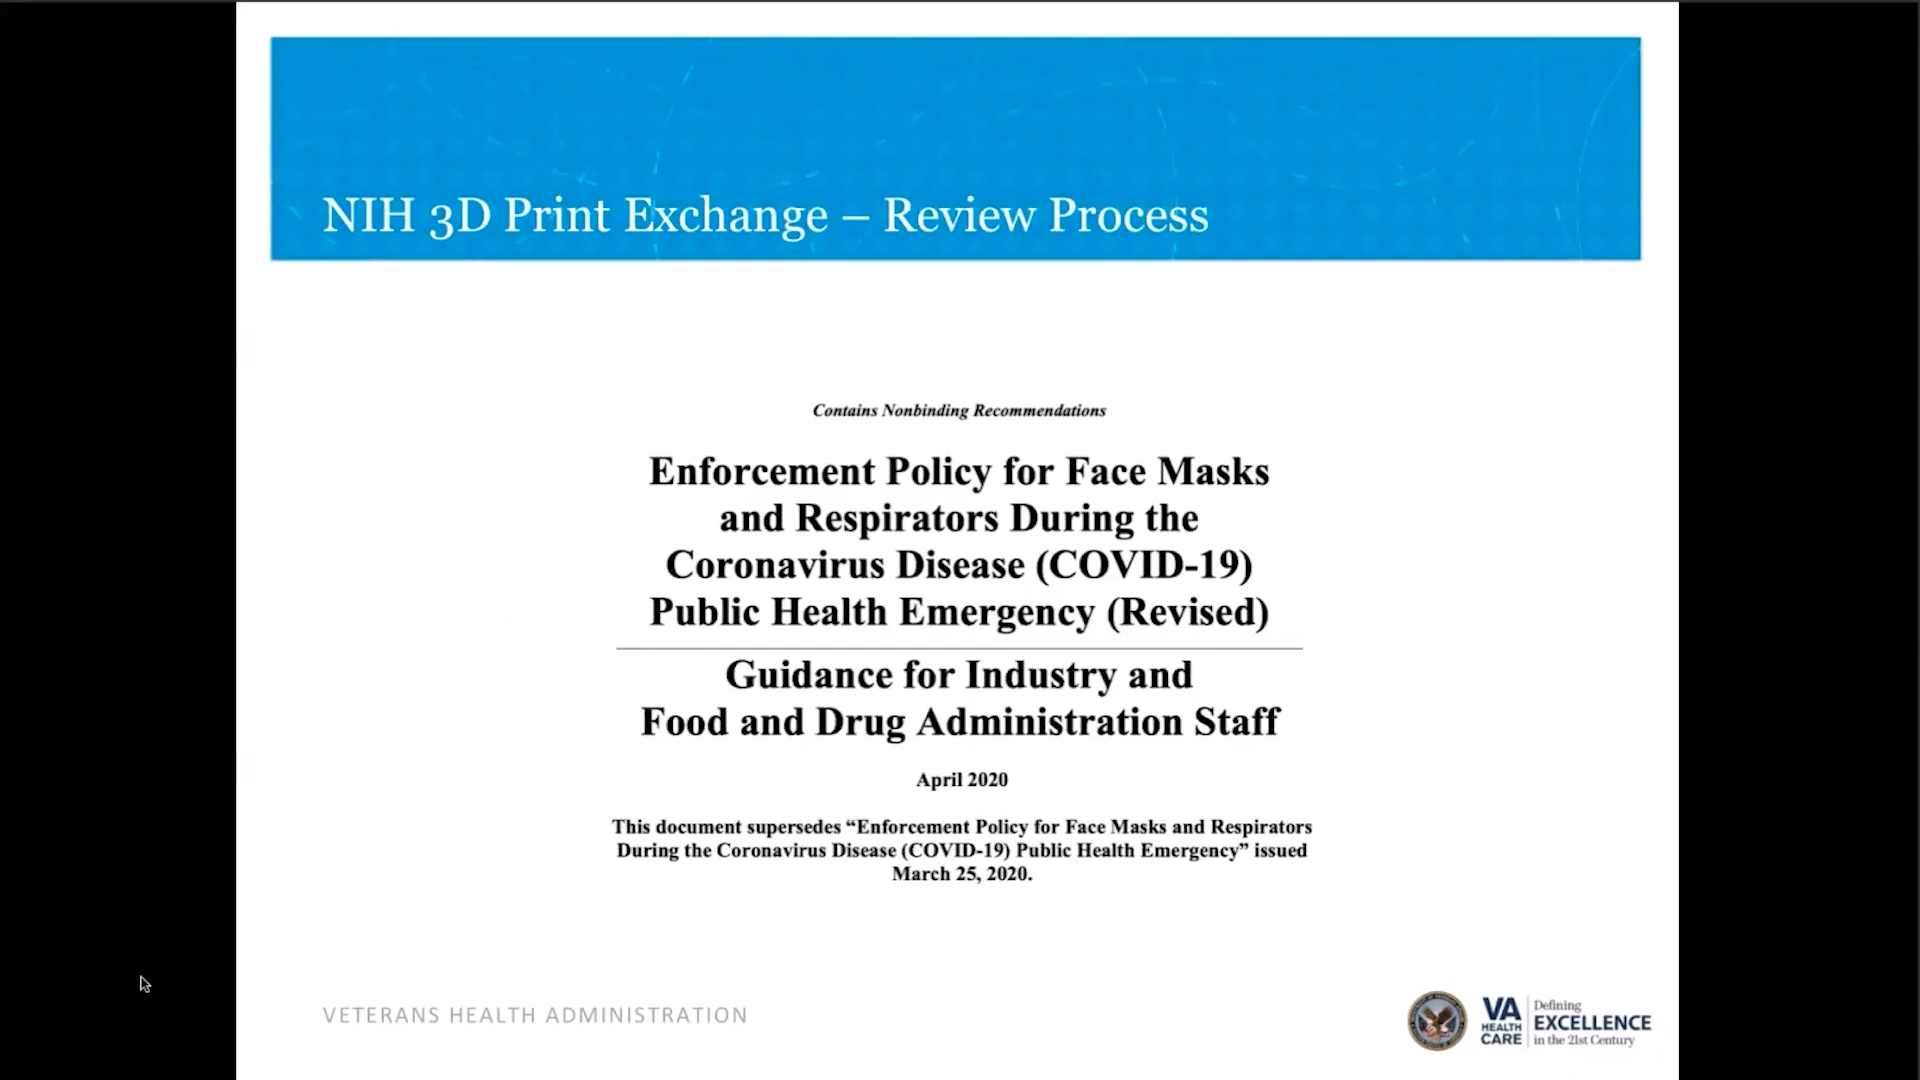 NIH 3D Print Exchange – Review Process
Contains Nonbinding Recommendations
Enforcement Policy for Face Masks
and Respirators During the
Coronavirus Disease (COVID-19)
Public Health Emergency (Revised)
Guidance for Industry and
Food and Drug Administration Staff
April 2020
This document supersedes “Enforcement Policy for Face Masks and Respirators
During the Coronavirus Disease (COVID-19) Public Health Emergency” issued
March 25, 2020.
VETERANS HEALTH ADMINISTRATION
VA
HEALTH
CARE
Defining
EXCELLENCE
in the 21st Century